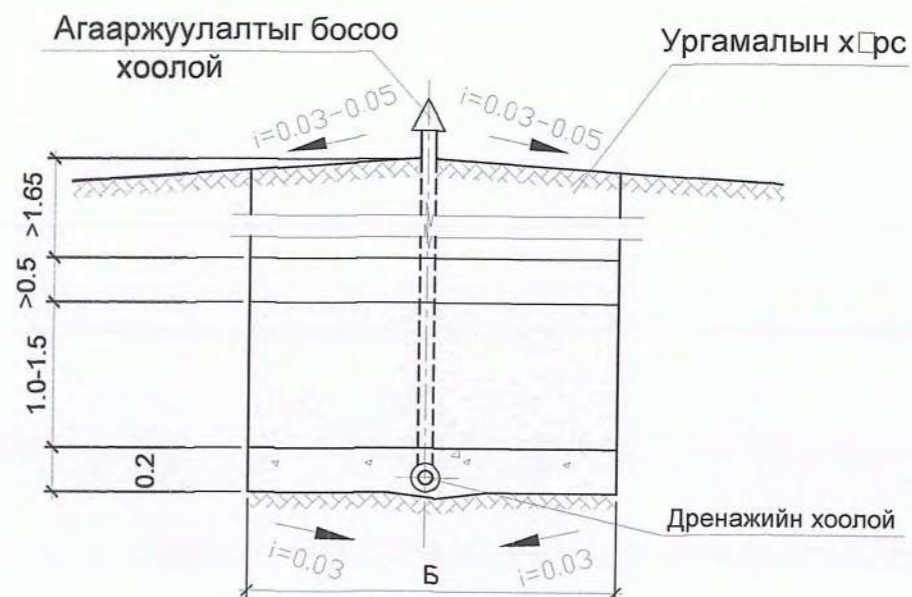 Агааржуулалтыг босоо
хоолой
Ургамалын х□рс
i=0.03-0.05
i=0.03-0.05
>1.65
>0.5
1.0-1.5
0.2
Дренажийн хоолой
i=0.03
i=0.03
Б